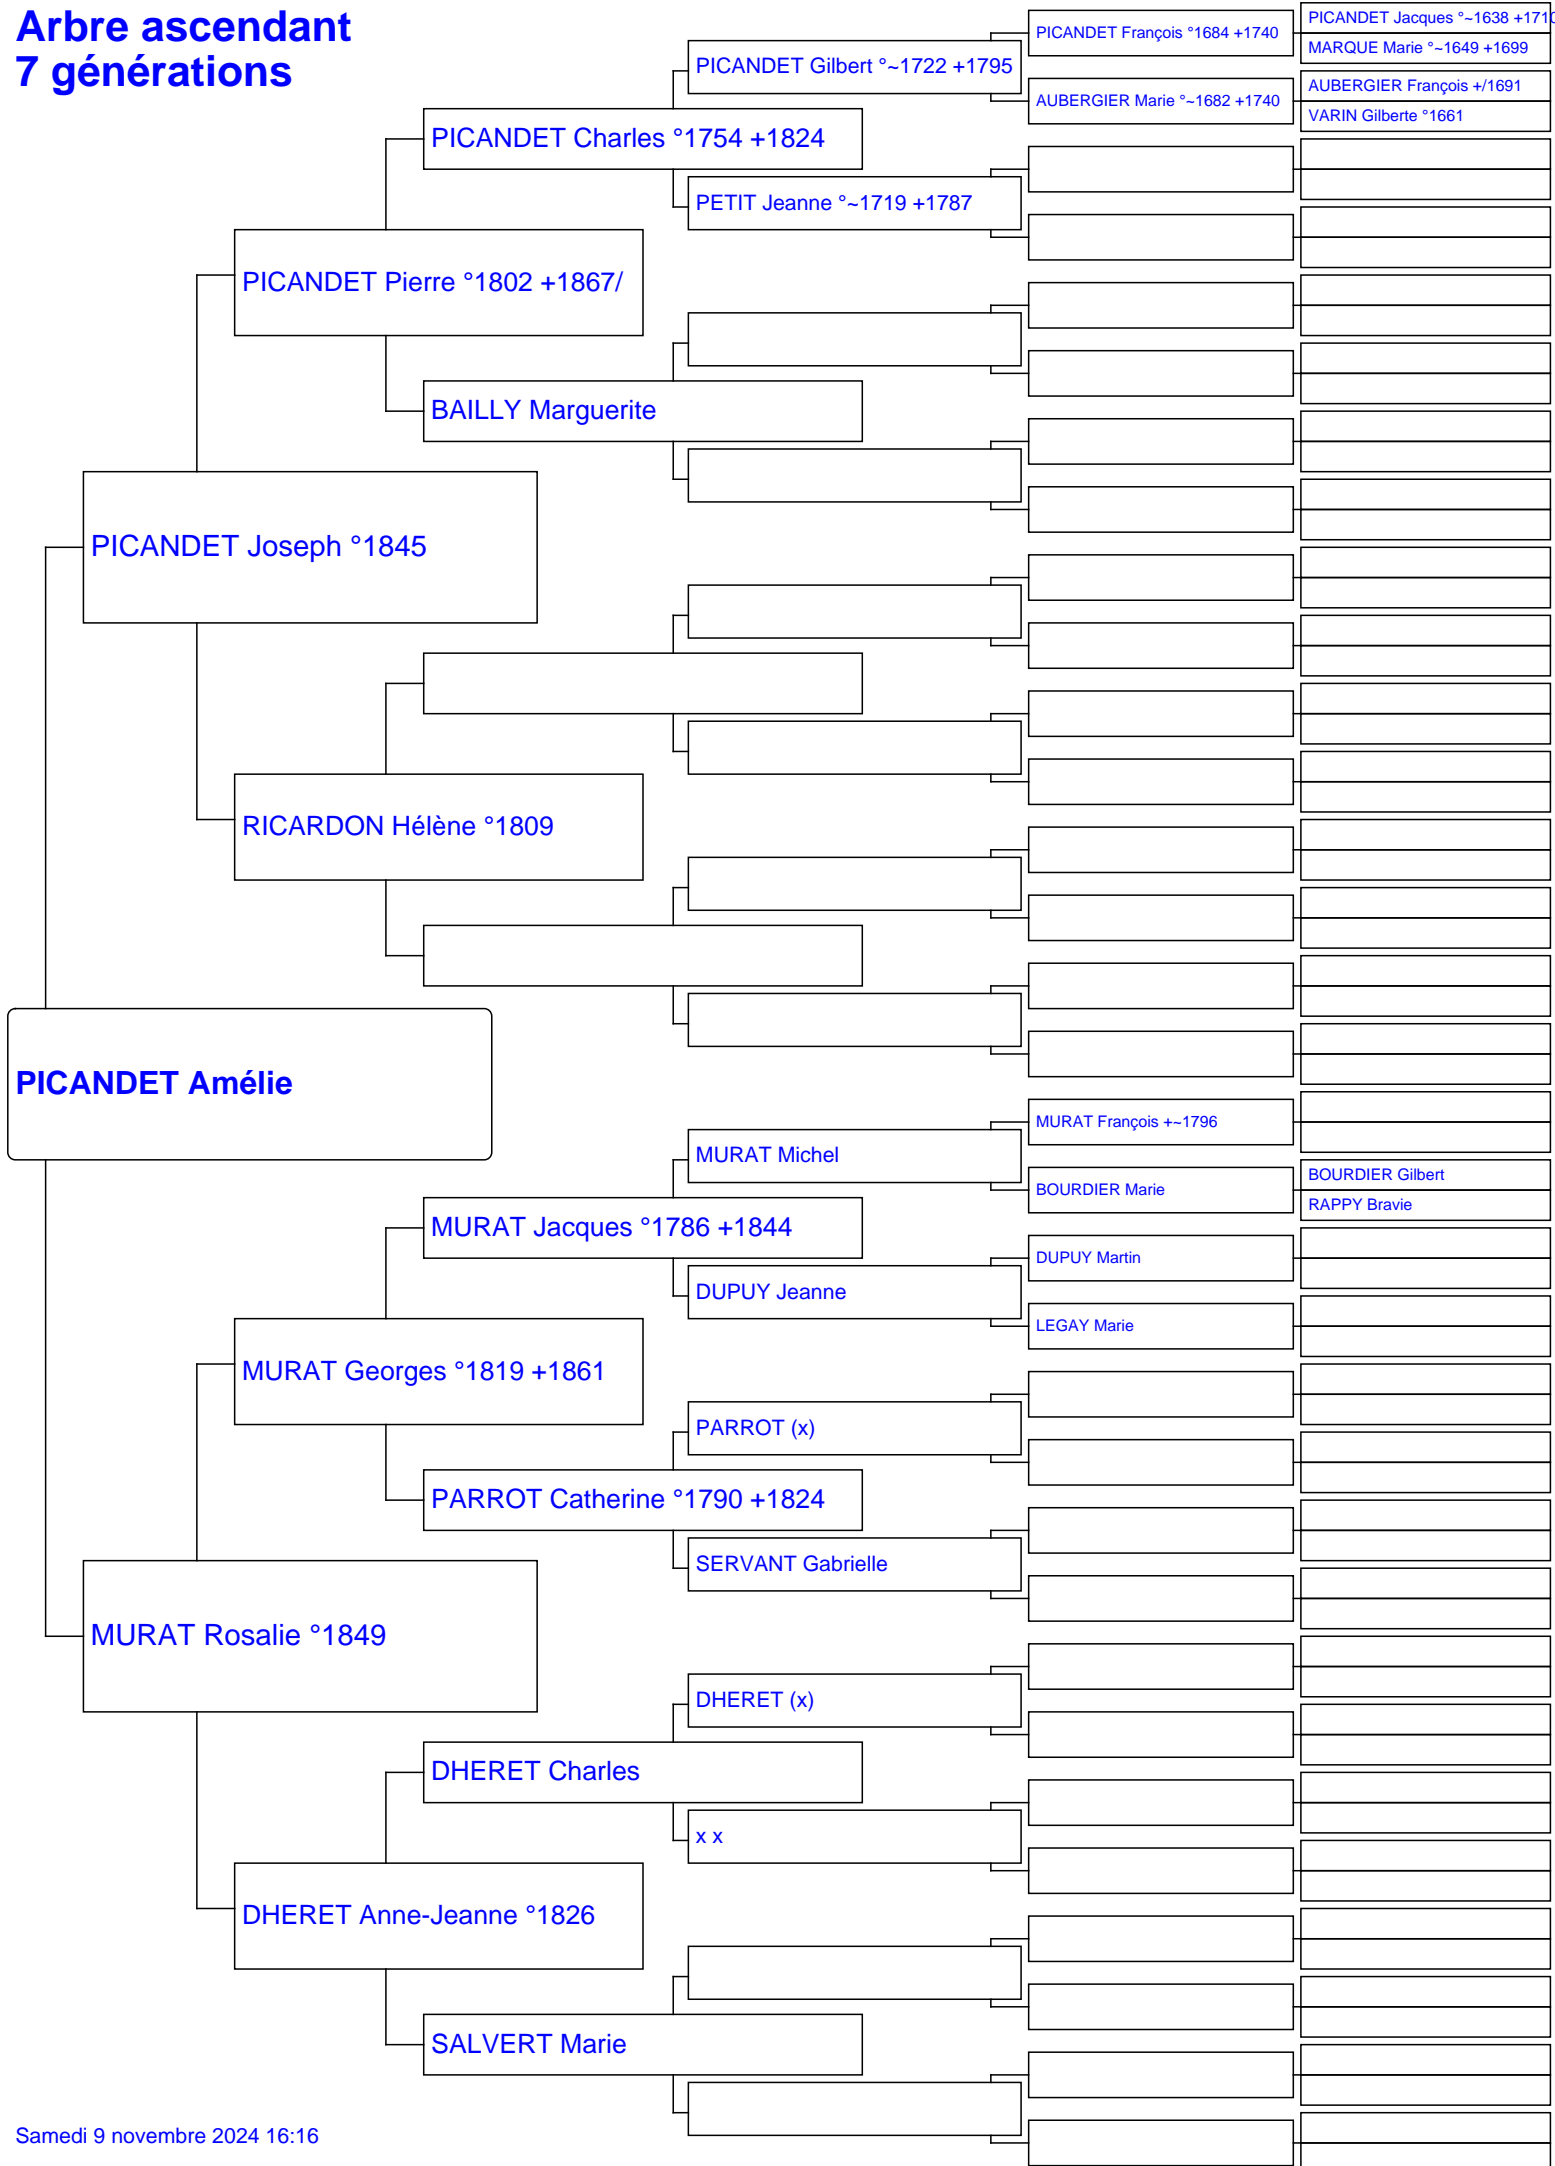 Arbre ascendant
7 générations
PICANDET François °1684 +1740
PICANDET Jacques °~1638 +1710
MARQUE Marie °~1649 +1699
PICANDET Gilbert °~1722 +1795
AUBERGIER Marie °~1682 +1740
AUBERGIER François +/1691
VARIN Gilberte °1661
PICANDET Charles °1754 +1824
PETIT Jeanne °~1719 +1787
PICANDET Pierre °1802 +1867/
BAILLY Marguerite
PICANDET Joseph °1845
RICARDON Hélène °1809
PICANDET Amélie
MURAT François +~1796
MURAT Michel
BOURDIER Marie
BOURDIER Gilbert
RAPPY Bravie
MURAT Jacques °1786 +1844
DUPUY Martin
DUPUY Jeanne
LEGAY Marie
MURAT Georges °1819 +1861
PARROT (x)
PARROT Catherine °1790 +1824
SERVANT Gabrielle
MURAT Rosalie °1849
DHERET (x)
DHERET Charles
x x
DHERET Anne-Jeanne °1826
SALVERT Marie
Samedi 9 novembre 2024 16:16